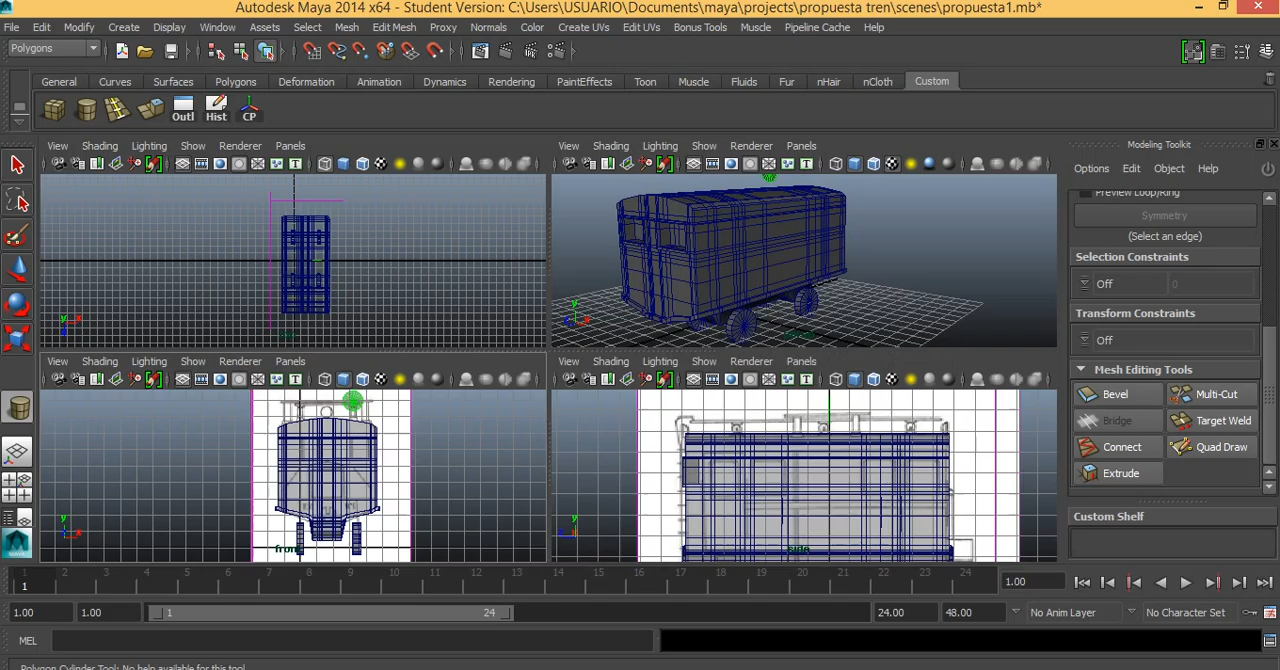 Autodesk Maya 2014 x64 - Student Version: C:\Users\USUARIO\Documents\maya\projects\propuesta tren\scenes\propuesta1.mb*
File Edit Modify Create Display Window Assets Select Mesh Edit Mesh Proxy Normals Color Create UVs Edit UVs Bonus Tools Muscle Pipeline Cache Help
Polygons
General Curves Surfaces Polygons Deformation Animation Dynamics Rendering PaintEffects Toon Muscle Fluids Fur nHair nCloth Custom
Outl Hist CP
View Shading Lighting Show Renderer Panels
View Shading Lighting Show Renderer Panels
Modeling Toolkit
Options Edit Object Help
Preview Loop/Ring
Symmetry
(Select an edge)
Selection Constraints
Off 0
Transform Constraints
Off
View Shading Lighting Show Renderer Panels
View Shading Lighting Show Renderer Panels
Mesh Editing Tools
Bevel Multi-Cut
Bridge Target Weld
Connect Quad Draw
Extrude
Custom Shelf
front
side
1 2 3 4 5 6 7 8 9 10 11 12 13 14 15 16 17 18 19 20 21 22 23 24
1
1.00
1.00 1.00 1 24 24.00 48.00 No Anim Layer No Character Set
MEL
Polygon Cylinder Tool: No help available for this tool